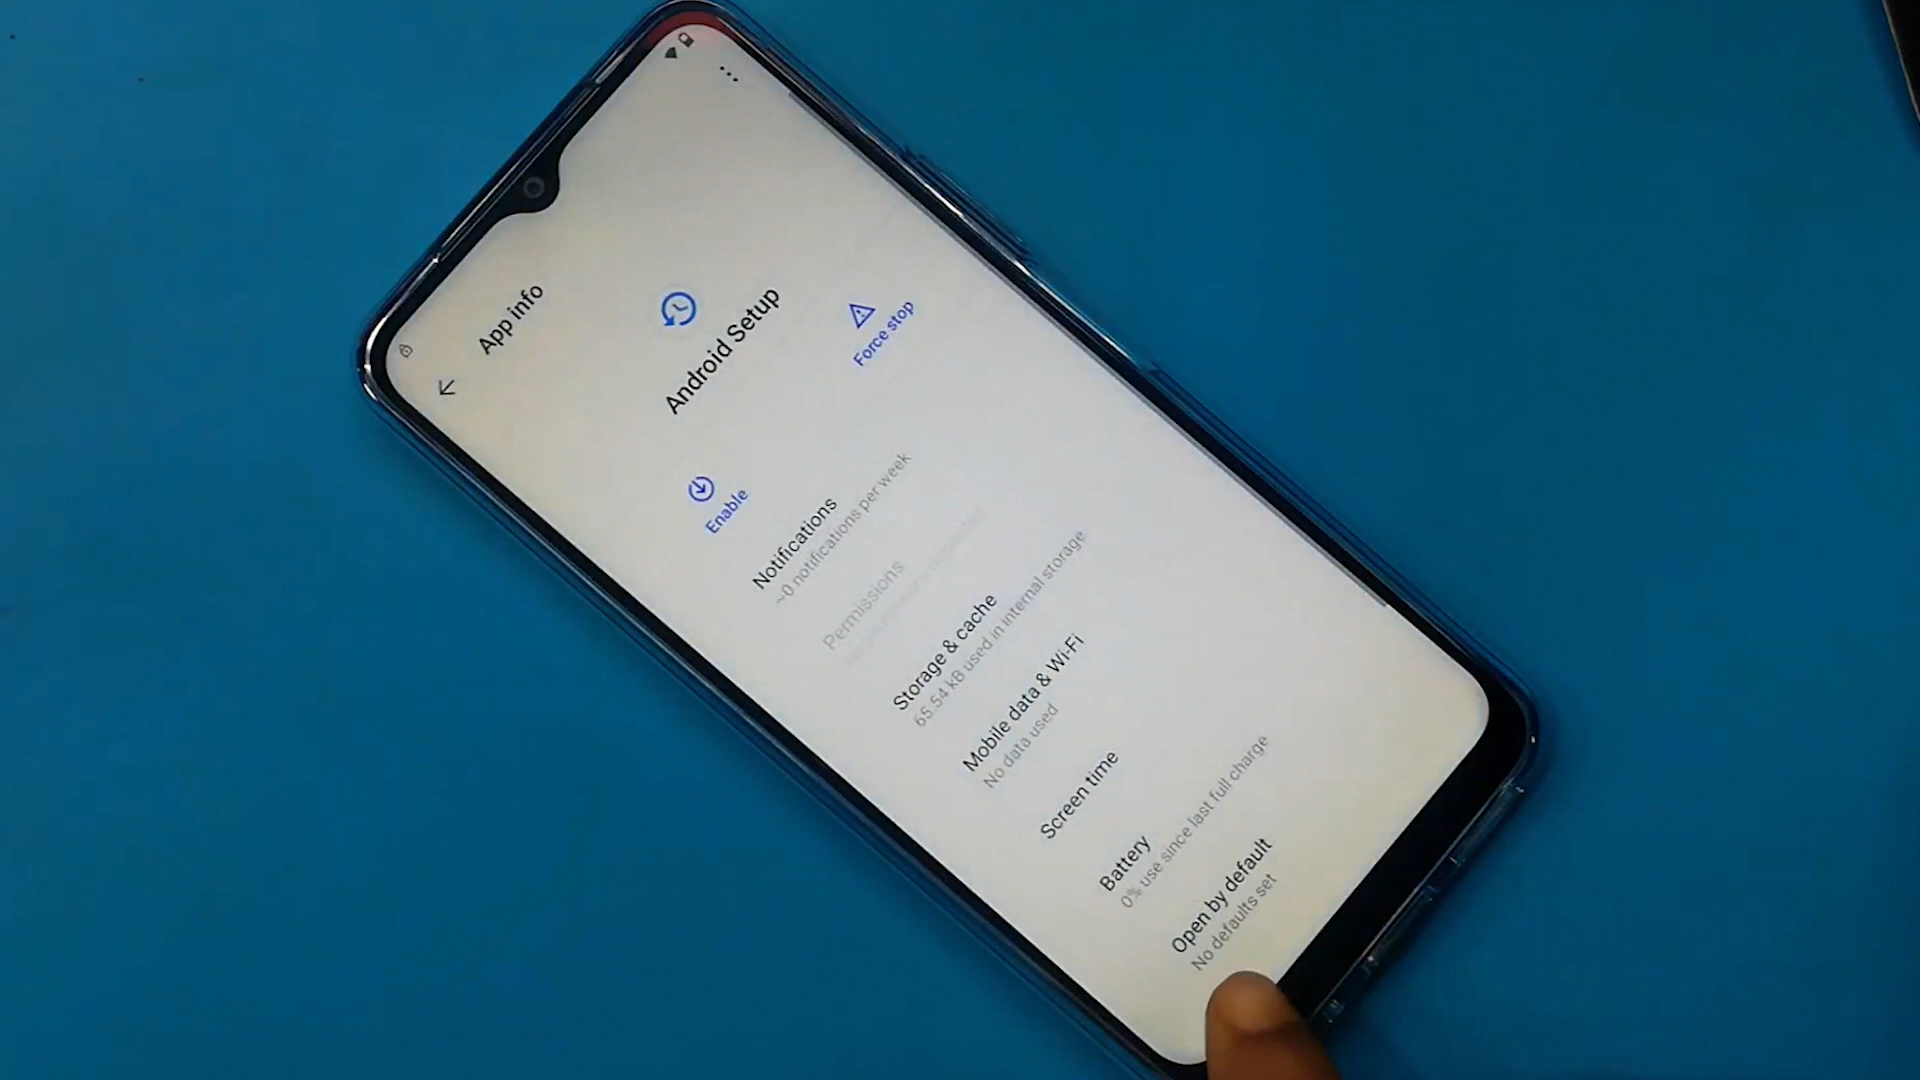 App info
Android Setup
Enable
Force stop
Notifications
~0 notifications per week
Permissions
Storage & cache
65.54 kB used in internal storage
Mobile data & Wi-Fi
No data used
Screen time
Battery
0% use since last full charge
Open by default
No defaults set